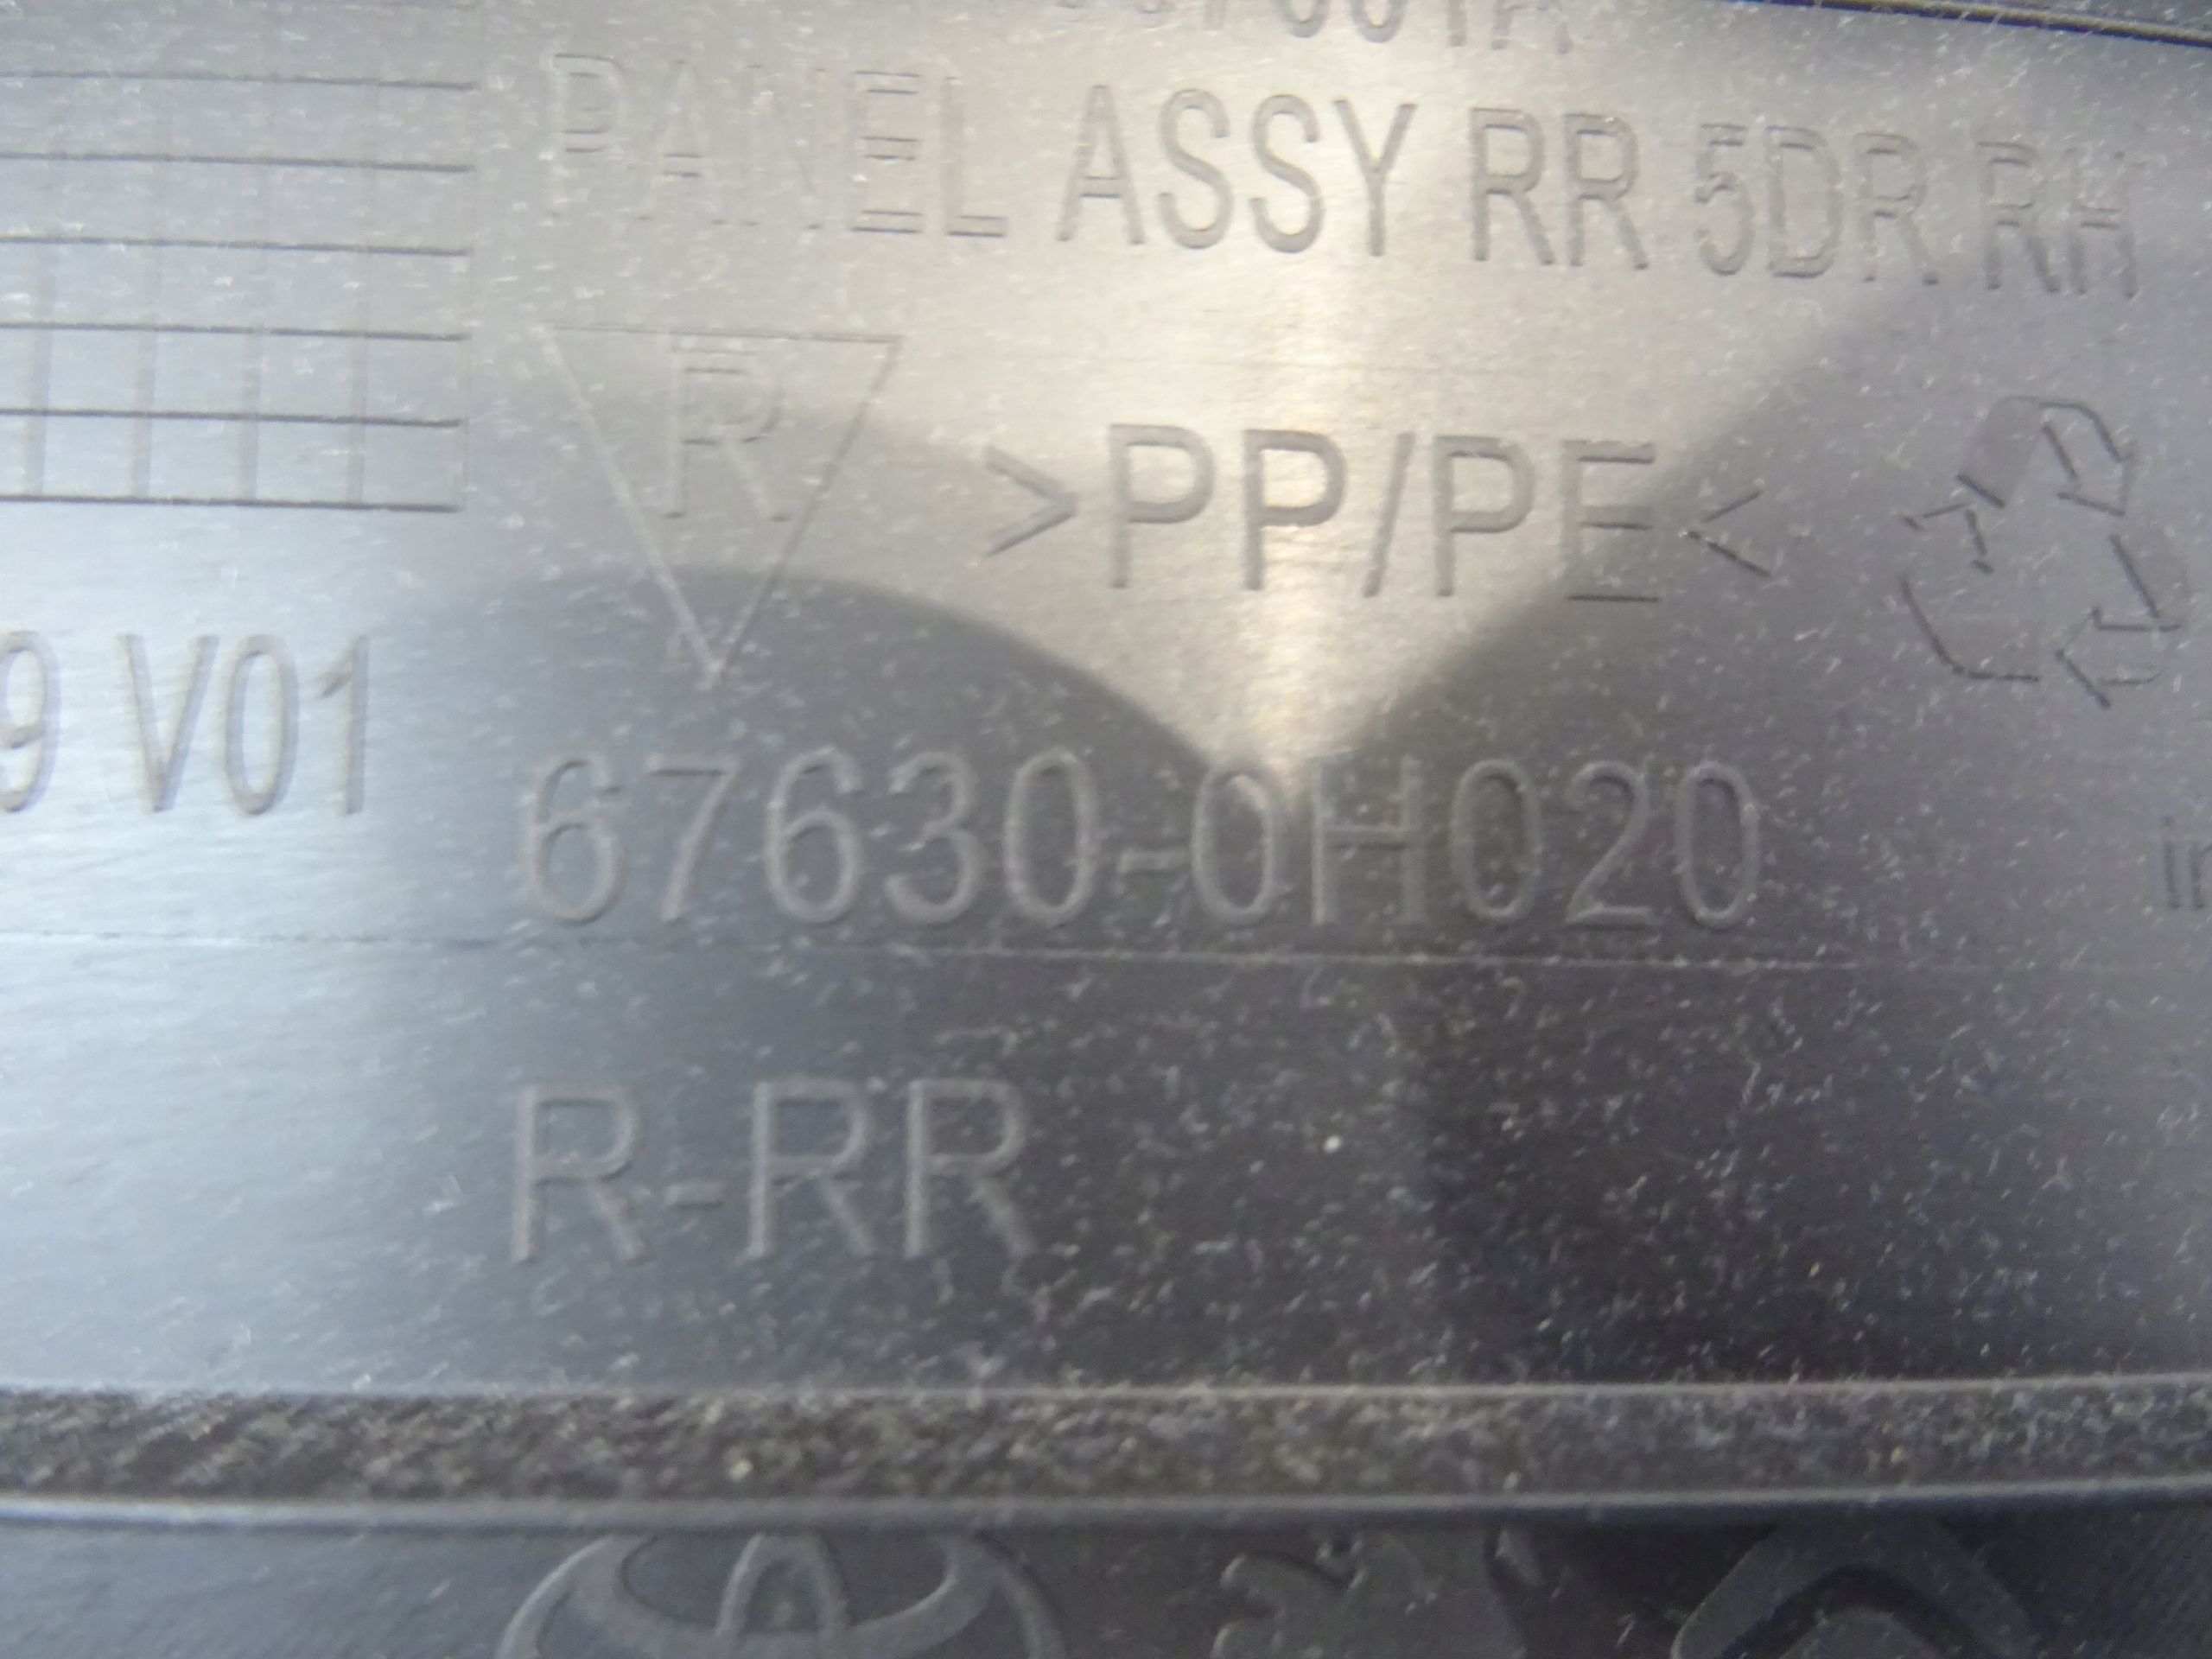 PANEL ASSY RR 5DR RH
R >PP/PE<
9 V01
67630-0H020
R-RR